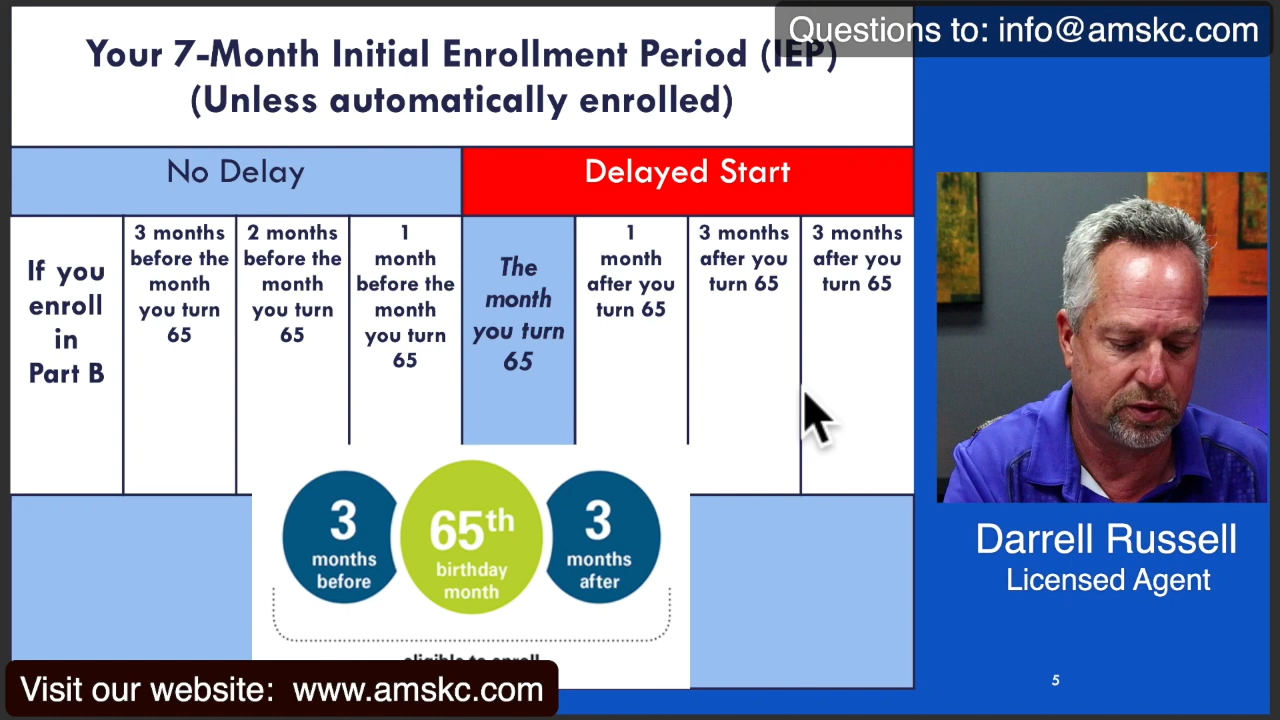 Questions to: info@amskc.com
Your 7-Month Initial Enrollment Period (IEP)
(Unless automatically enrolled)
No Delay
Delayed Start
If you
enroll
in
Part B
3 months
before the
month
you turn
65
2 months
before the
month
you turn
65
1
month
before the
month
you turn
65
The
month
you turn
65
1
month
after you
turn 65
3 months
after you
turn 65
3 months
after you
turn 65
3
months
before
65th
birthday
month
3
months
after
eligible to enroll
Darrell Russell
Licensed Agent
5
Visit our website: www.amskc.com